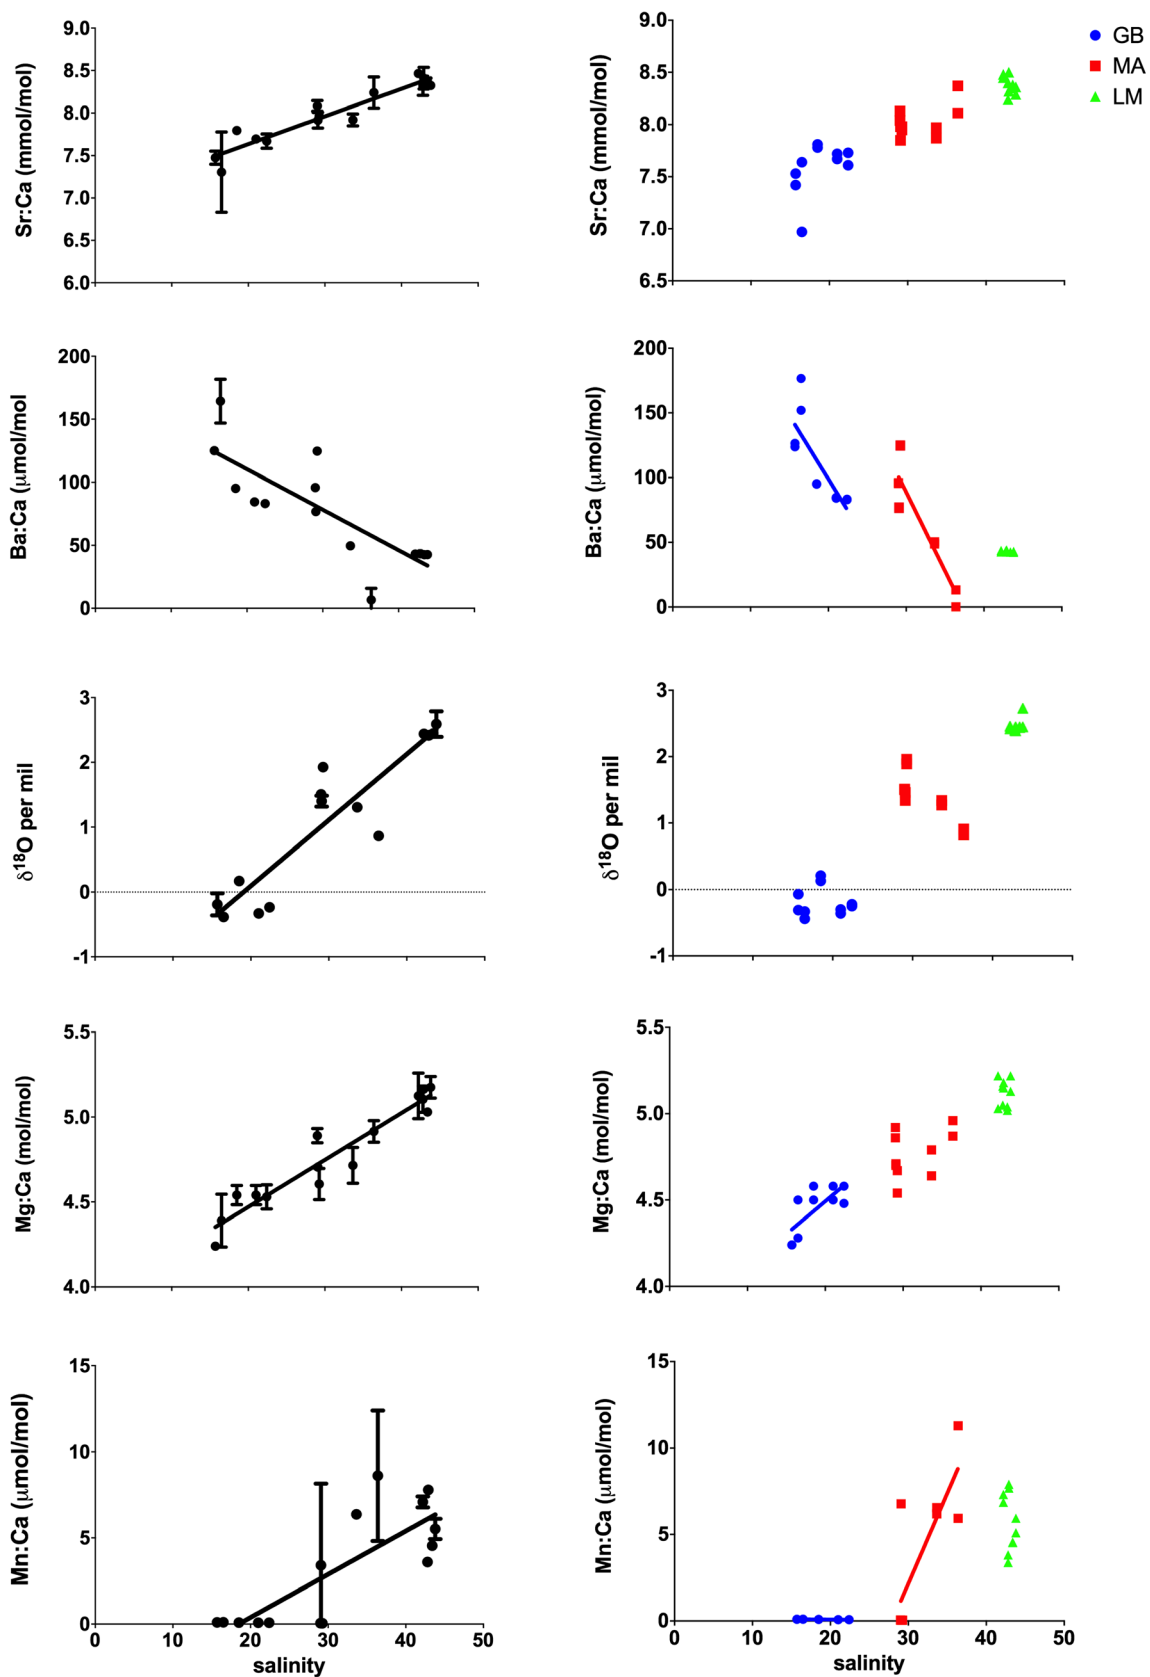 Sr:Ca (mmol/mol)
9.0
8.5
8.0
7.5
7.0
6.5
6.0
Sr:Ca (mmol/mol)
9.0
8.5
8.0
7.5
7.0
6.5
GB
MA
LM
Ba:Ca (μmol/mol
200
150
100
50
0
Ba:Ca (μmol/mol)
200
150
100
50
0
δ¹⁸O per mil
3
2
1
0
-1
δ¹⁸O per mil
3
2
1
0
-1
Mg:Ca (mol/mol)
5.5
5.0
4.5
4.0
Mg:Ca (mol/mol)
5.5
5.0
4.5
4.0
Mn:Ca (μmol/mol)
15
10
5
0
0 10 20 30 40 50
salinity
Mn:Ca (μmol/mol)
15
10
5
0
0 10 20 30 40 50
salinity